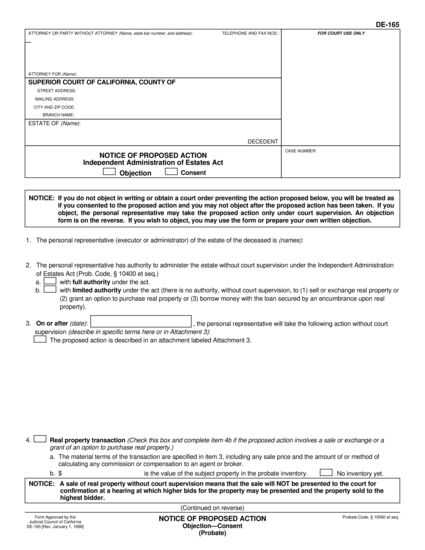 DE-165
ATTORNEY OR PARTY WITHOUT ATTORNEY (Name, state bar number, and address): TELEPHONE AND FAX NOS.: FOR COURT USE ONLY
ATTORNEY FOR (Name):
SUPERIOR COURT OF CALIFORNIA, COUNTY OF
STREET ADDRESS:
MAILING ADDRESS:
CITY AND ZIP CODE:
BRANCH NAME:
ESTATE OF (Name):
DECEDENT
CASE NUMBER:
NOTICE OF PROPOSED ACTION
Independent Administration of Estates Act
Objection Consent
NOTICE: If you do not object in writing or obtain a court order preventing the action proposed below, you will be treated as
if you consented to the proposed action and you may not object after the proposed action has been taken. If you
object, the personal representative may take the proposed action only under court supervision. An objection
form is on the reverse. If you wish to object, you may use the form or prepare your own written objection.
1. The personal representative (executor or administrator) of the estate of the deceased is (names):
2. The personal representative has authority to administer the estate without court supervision under the Independent Administration
of Estates Act (Prob. Code, § 10400 et seq.)
a. with full authority under the act.
b. with limited authority under the act (there is no authority, without court supervision, to (1) sell or exchange real property or
(2) grant an option to purchase real property or (3) borrow money with the loan secured by an encumbrance upon real
property).
3. On or after (date): , the personal representative will take the following action without court
supervision (describe in specific terms here or in Attachment 3):
The proposed action is described in an attachment labeled Attachment 3.
4. Real property transaction (Check this box and complete item 4b if the proposed action involves a sale or exchange or a
grant of an option to purchase real property.)
a. The material terms of the transaction are specified in item 3, including any sale price and the amount of or method of
calculating any commission or compensation to an agent or broker.
b. $ is the value of the subject property in the probate inventory. No inventory yet.
NOTICE: A sale of real property without court supervision means that the sale will NOT be presented to the court for
confirmation at a hearing at which higher bids for the property may be presented and the property sold to the
highest bidder.
(Continued on reverse)
Form Approved by the
Judicial Council of California
DE-165 [Rev. January 1, 1998]
NOTICE OF PROPOSED ACTION
Objection—Consent
(Probate)
Probate Code, § 10580 et seq.